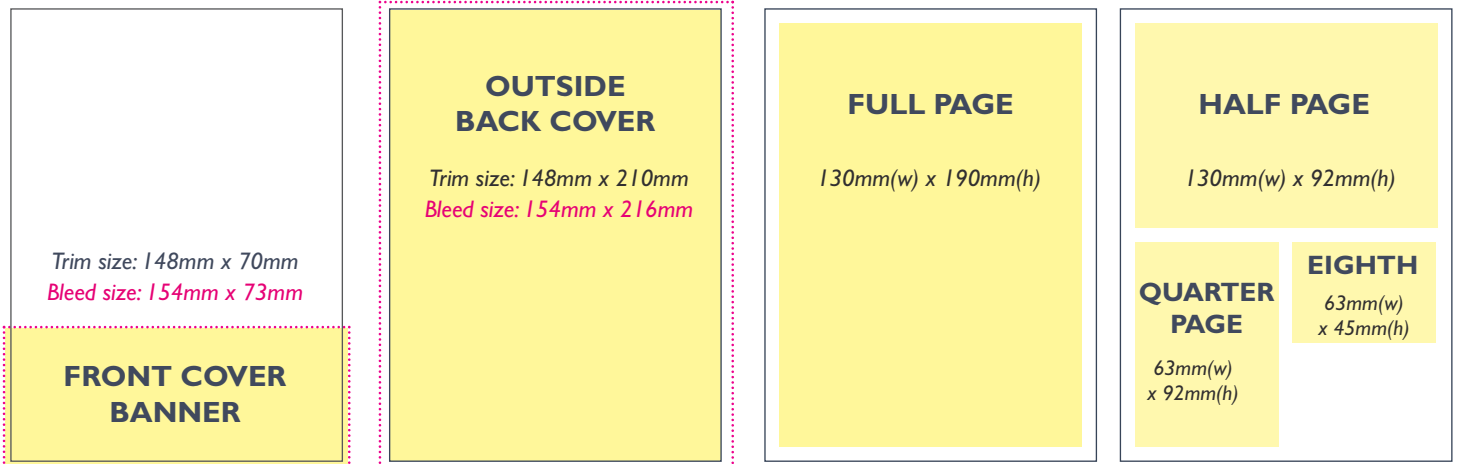 Trim size: 148mm x 70mm
Bleed size: 154mm x 73mm
FRONT COVER
BANNER
OUTSIDE
BACK COVER
Trim size: 148mm x 210mm
Bleed size: 154mm x 216mm
FULL PAGE
130mm(w) x 190mm(h)
HALF PAGE
130mm(w) x 92mm(h)
QUARTER
PAGE
63mm(w)
x 92mm(h)
EIGHTH
63mm(w)
x 45mm(h)